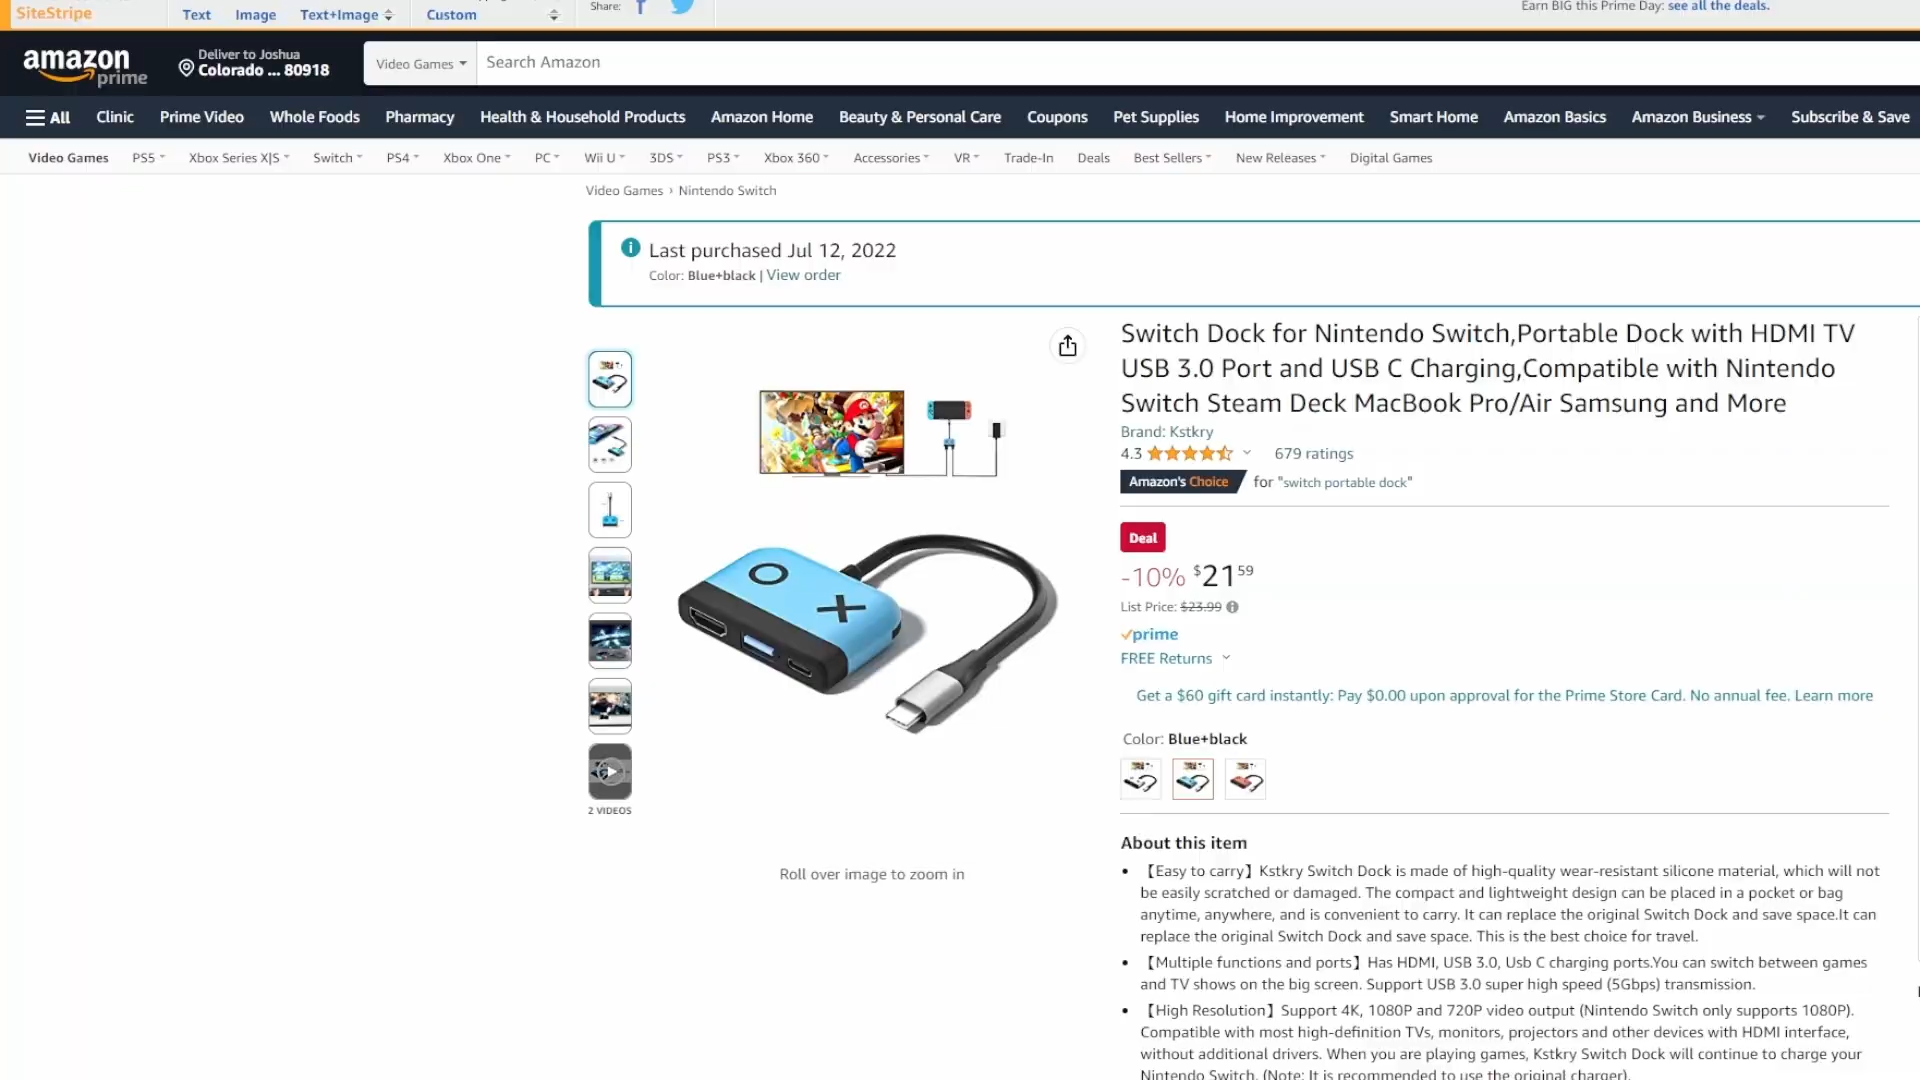 SiteStripe
Text
Image
Text+Image
Custom
Share:
Earn BIG this Prime Day: see all the deals.
amazon
prime
Deliver to Joshua
Colorado ... 80918
Video Games
Search Amazon
All
Clinic
Prime Video
Whole Foods
Pharmacy
Health & Household Products
Amazon Home
Beauty & Personal Care
Coupons
Pet Supplies
Home Improvement
Smart Home
Amazon Basics
Amazon Business
Subscribe & Save
Video Games
PS5
Xbox Series X|S
Switch
PS4
Xbox One
PC
Wii U
3DS
PS3
Xbox 360
Accessories
VR
Trade-In
Deals
Best Sellers
New Releases
Digital Games
Video Games › Nintendo Switch
Last purchased Jul 12, 2022
Color: Blue+black | View order
Switch Dock for Nintendo Switch,Portable Dock with HDMI TV
USB 3.0 Port and USB C Charging,Compatible with Nintendo
Switch Steam Deck MacBook Pro/Air Samsung and More
Brand: Kstkry
4.3
679 ratings
Amazon's Choice for "switch portable dock"
Deal
-10% $21 59
List Price: $23.99
prime
FREE Returns
Get a $60 gift card instantly: Pay $0.00 upon approval for the Prime Store Card. No annual fee. Learn more
Color: Blue+black
2 VIDEOS
Roll over image to zoom in
About this item
• 【Easy to carry】Kstkry Switch Dock is made of high-quality wear-resistant silicone material, which will not
be easily scratched or damaged. The compact and lightweight design can be placed in a pocket or bag
anytime, anywhere, and is convenient to carry. It can replace the original Switch Dock and save space.It can
replace the original Switch Dock and save space. This is the best choice for travel.
• 【Multiple functions and ports】Has HDMI, USB 3.0, Usb C charging ports.You can switch between games
and TV shows on the big screen. Support USB 3.0 super high speed (5Gbps) transmission.
• 【High Resolution】Support 4K, 1080P and 720P video output (Nintendo Switch only supports 1080P).
Compatible with most high-definition TVs, monitors, projectors and other devices with HDMI interface,
without additional drivers. When you are playing games, Kstkry Switch Dock will continue to charge your
Nintendo Switch. (Note: It is recommended to use the original charger).